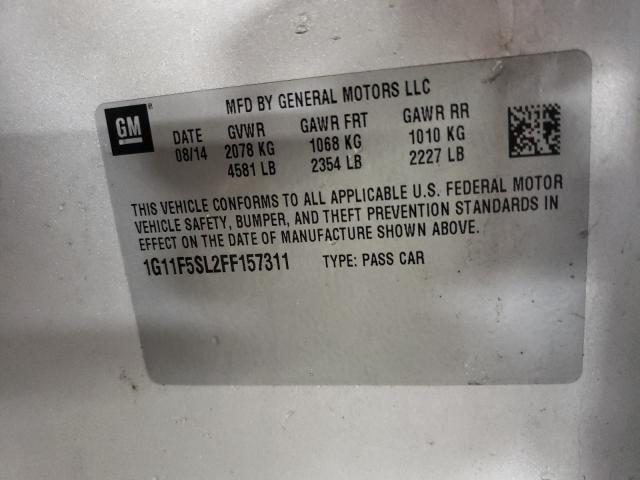 MFD BY GENERAL MOTORS LLC
GM ®
DATE GVWR GAWR FRT GAWR RR
08/14 2078 KG 1068 KG 1010 KG
4581 LB 2354 LB 2227 LB
THIS VEHICLE CONFORMS TO ALL APPLICABLE U.S. FEDERAL MOTOR
VEHICLE SAFETY, BUMPER, AND THEFT PREVENTION STANDARDS IN
EFFECT ON THE DATE OF MANUFACTURE SHOWN ABOVE.
1G11F5SL2FF157311 TYPE: PASS CAR